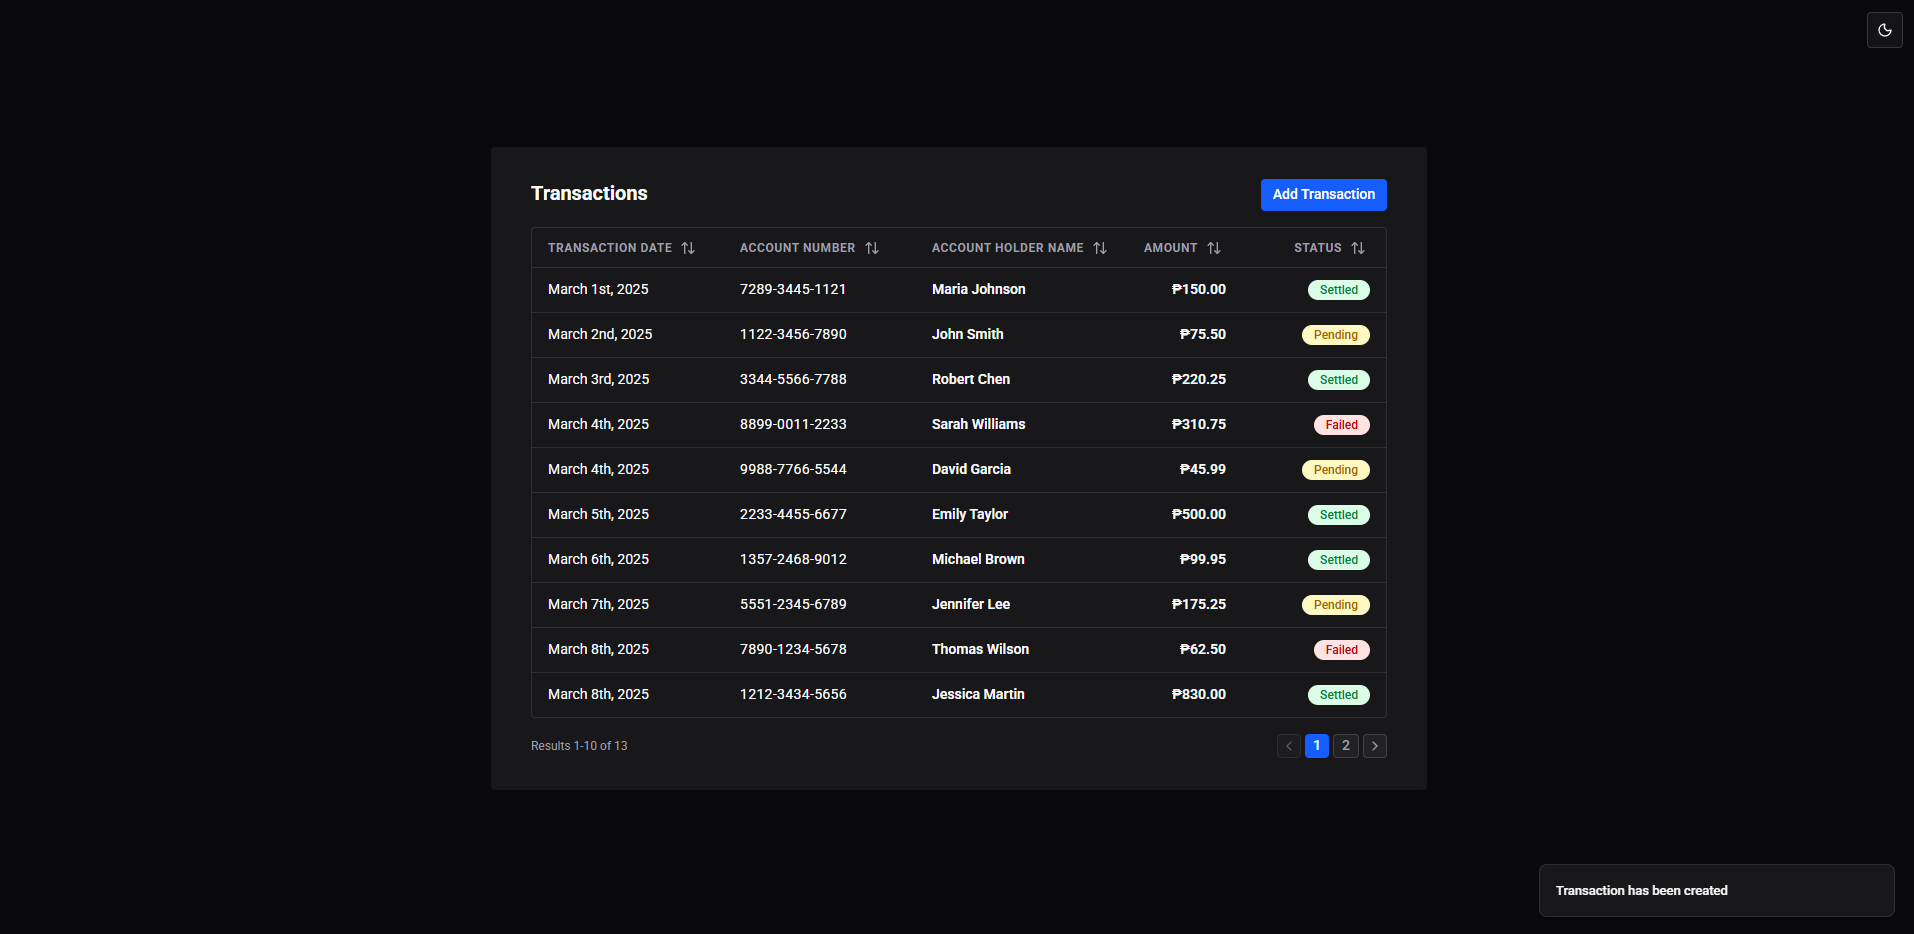 Transactions
Add Transaction
TRANSACTION DATE ACCOUNT NUMBER ACCOUNT HOLDER NAME AMOUNT STATUS
March 1st, 2025 7289-3445-1121 Maria Johnson ₱150.00 Settled
March 2nd, 2025 1122-3456-7890 John Smith ₱75.50 Pending
March 3rd, 2025 3344-5566-7788 Robert Chen ₱220.25 Settled
March 4th, 2025 8899-0011-2233 Sarah Williams ₱310.75 Failed
March 4th, 2025 9988-7766-5544 David Garcia ₱45.99 Pending
March 5th, 2025 2233-4455-6677 Emily Taylor ₱500.00 Settled
March 6th, 2025 1357-2468-9012 Michael Brown ₱99.95 Settled
March 7th, 2025 5551-2345-6789 Jennifer Lee ₱175.25 Pending
March 8th, 2025 7890-1234-5678 Thomas Wilson ₱62.50 Failed
March 8th, 2025 1212-3434-5656 Jessica Martin ₱830.00 Settled
Results 1-10 of 13
1 2
Transaction has been created